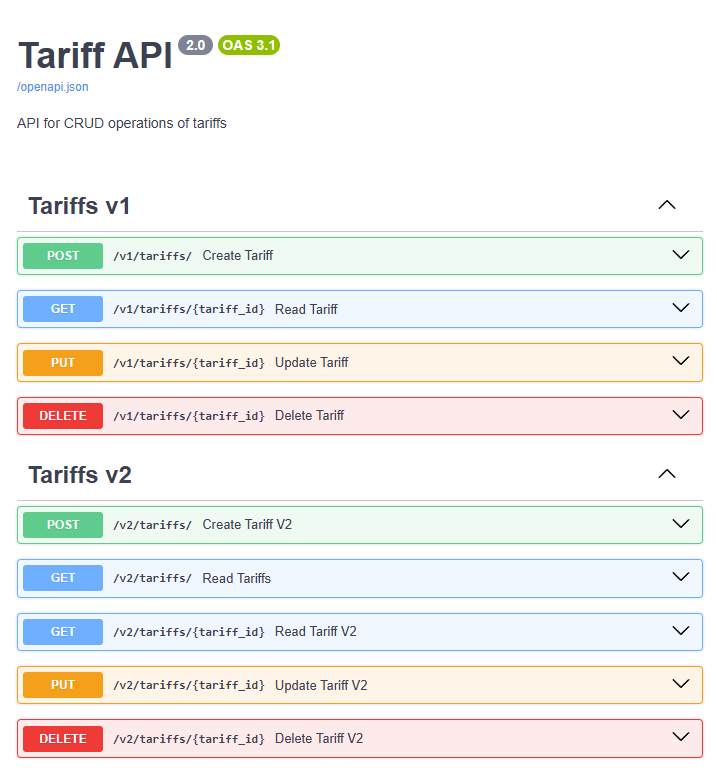 Tariff API 2.0 OAS 3.1
/openapi.json
API for CRUD operations of tariffs
Tariffs v1
POST /v1/tariffs/ Create Tariff
GET /v1/tariffs/{tariff_id} Read Tariff
PUT /v1/tariffs/{tariff_id} Update Tariff
DELETE /v1/tariffs/{tariff_id} Delete Tariff
Tariffs v2
POST /v2/tariffs/ Create Tariff V2
GET /v2/tariffs/ Read Tariffs
GET /v2/tariffs/{tariff_id} Read Tariff V2
PUT /v2/tariffs/{tariff_id} Update Tariff V2
DELETE /v2/tariffs/{tariff_id} Delete Tariff V2